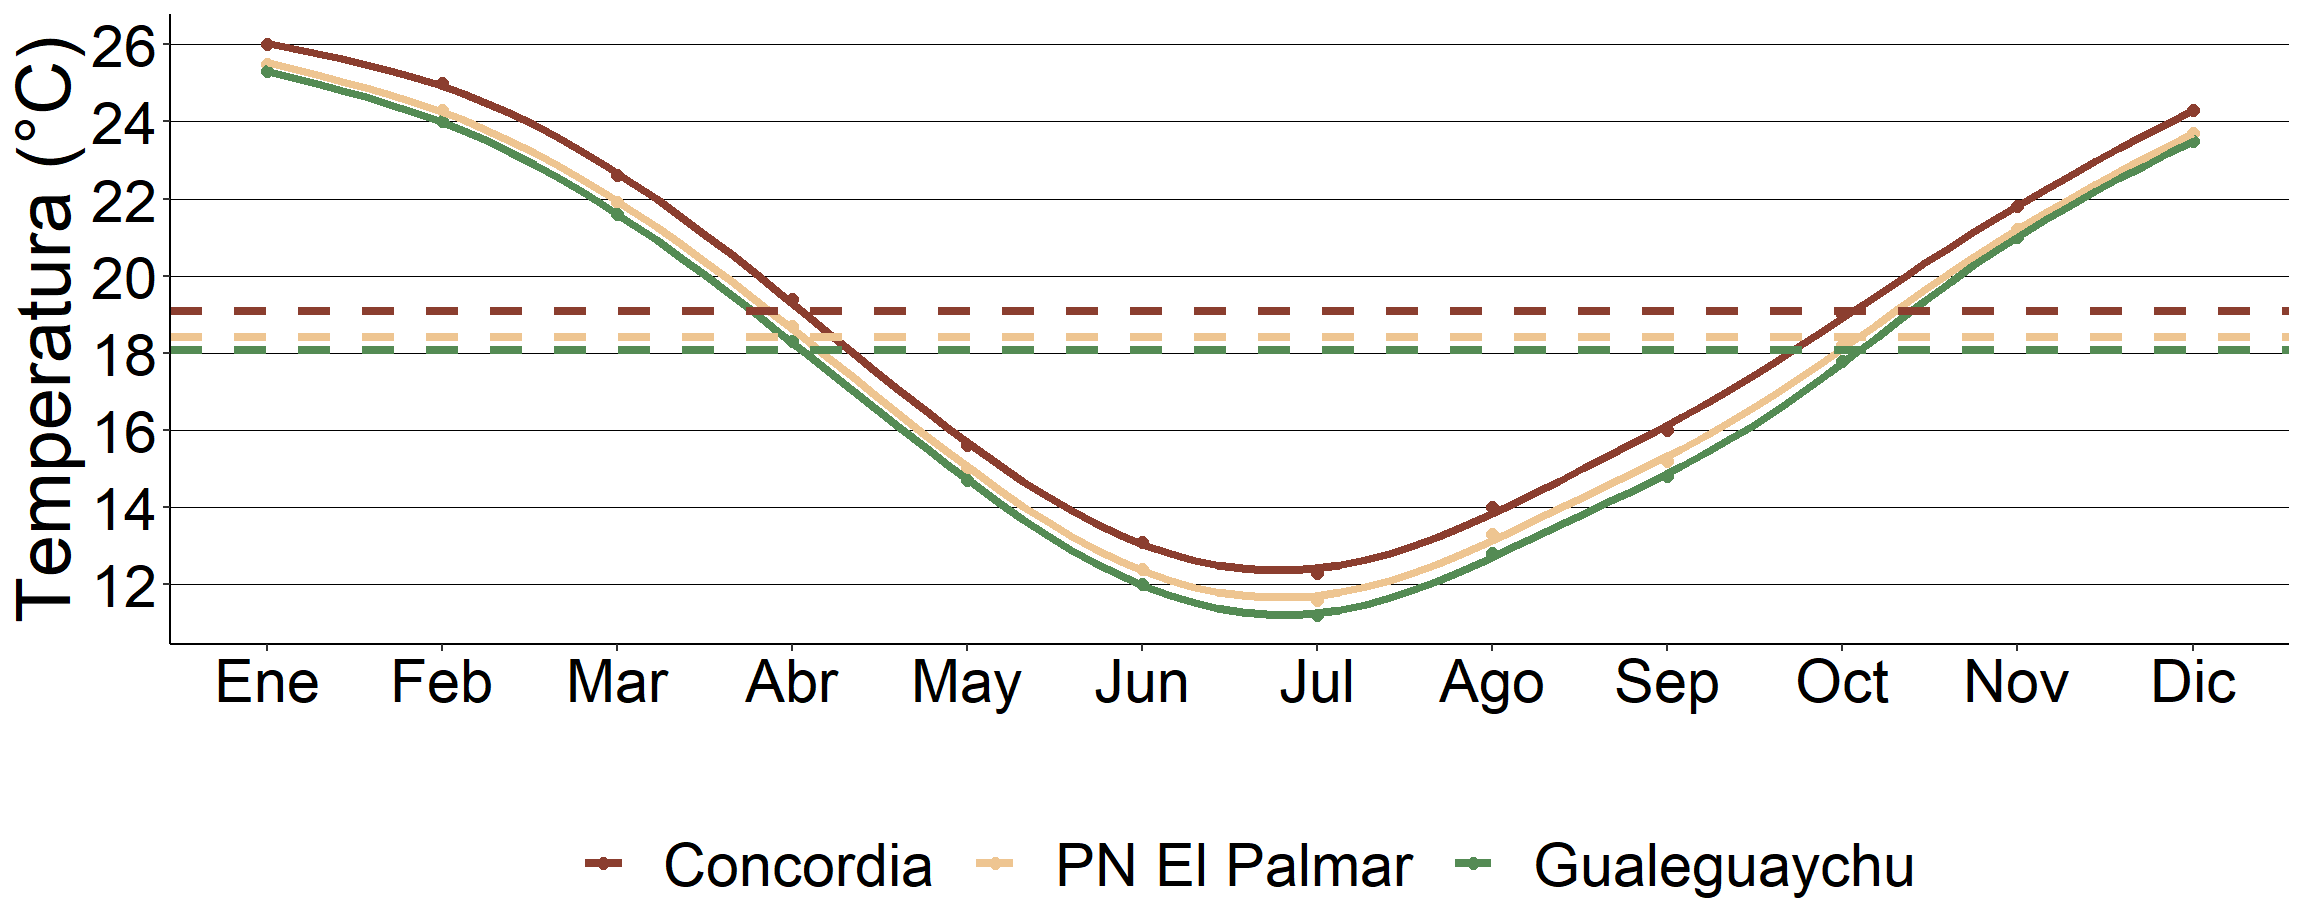 Temperatura (°C)
26
24
22
20
18
16
14
12
Ene Feb Mar Abr May Jun Jul Ago Sep Oct Nov Dic
Concordia PN El Palmar Gualeguaychu